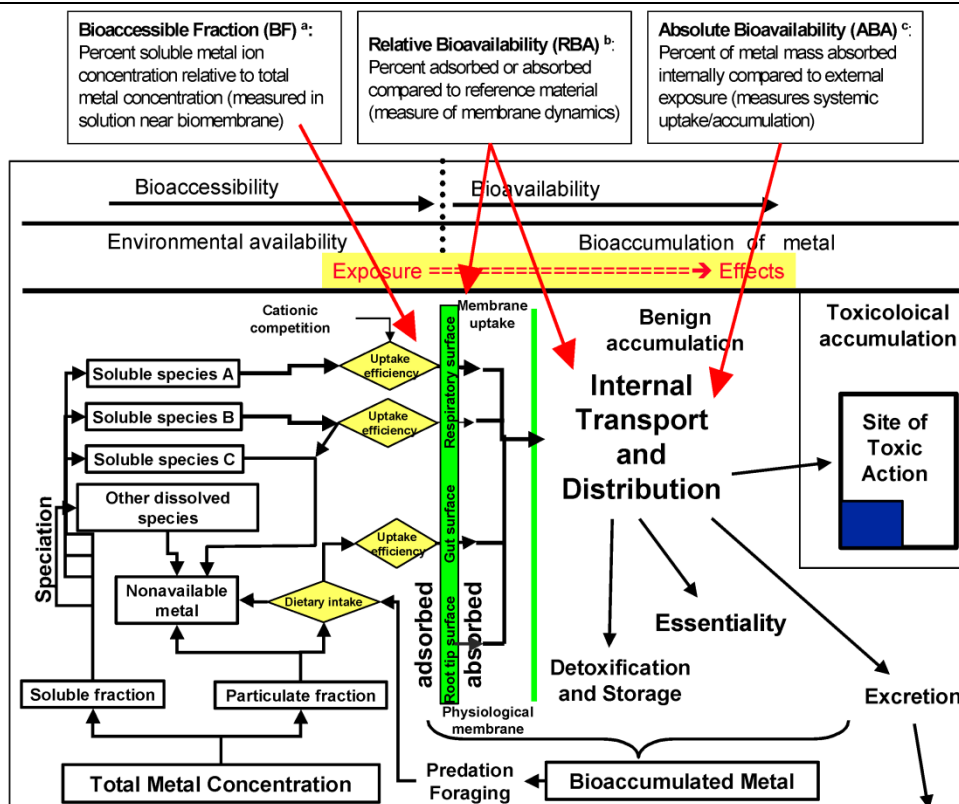 Bioaccessible Fraction (BF) a:
Percent soluble metal ion
concentration relative to total
metal concentration (measured in
solution near biomembrane)
Relative Bioavailability (RBA) b:
Percent adsorbed or absorbed
compared to reference material
(measure of membrane dynamics)
Absolute Bioavailability (ABA) c:
Percent of metal mass absorbed
internally compared to external
exposure (measures systemic
uptake/accumulation)
Bioaccessibility
Bioavailability
Environmental availability
Bioaccumulation of metal
Exposure ====================➔ Effects
Cationic
competition
Membrane
uptake
Benign
accumulation
Toxicoloical
accumulation
Soluble species A
Uptake
efficiency
Respiratory surface
Internal
Transport
and
Distribution
Soluble species B
Uptake
efficiency
Site of
Toxic
Action
Soluble species C
Other dissolved
species
Speciation
Uptake
efficiency
Gut surface
Nonavailable
metal
Dietary intake
adsorbed
absorbed
Root tip surface
Essentiality
Detoxification
and Storage
Soluble fraction
Particulate fraction
Excretion
Physiological
membrane
Total Metal Concentration
Predation
Foraging
Bioaccumulated Metal